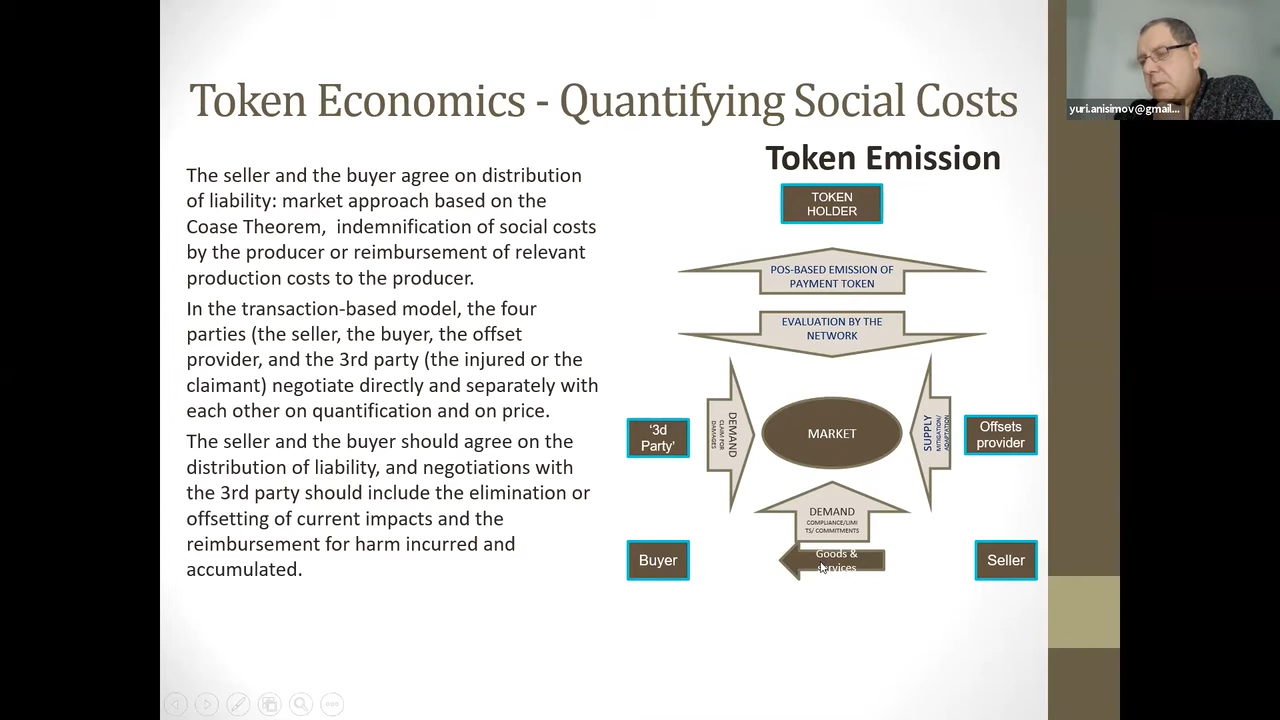 Token Economics - Quantifying Social Costs
yuri.anisimov@gmail...
The seller and the buyer agree on distribution
of liability: market approach based on the
Coase Theorem, indemnification of social costs
by the producer or reimbursement of relevant
production costs to the producer.
In the transaction-based model, the four
parties (the seller, the buyer, the offset
provider, and the 3rd party (the injured or the
claimant) negotiate directly and separately with
each other on quantification and on price.
The seller and the buyer should agree on the
distribution of liability, and negotiations with
the 3rd party should include the elimination or
offsetting of current impacts and the
reimbursement for harm incurred and
accumulated.
Token Emission
TOKEN
HOLDER
POS-BASED EMISSION OF
PAYMENT TOKEN
EVALUATION BY THE
NETWORK
'3d
Party'
DEMAND
CLAIM FOR
DAMAGES
MARKET
SUPPLY
MITIGATION/
ADAPTATION
Offsets
provider
DEMAND
COMPLIANCE/LIMI
TS/ COMMITMENTS
Buyer
Goods &
services
Seller